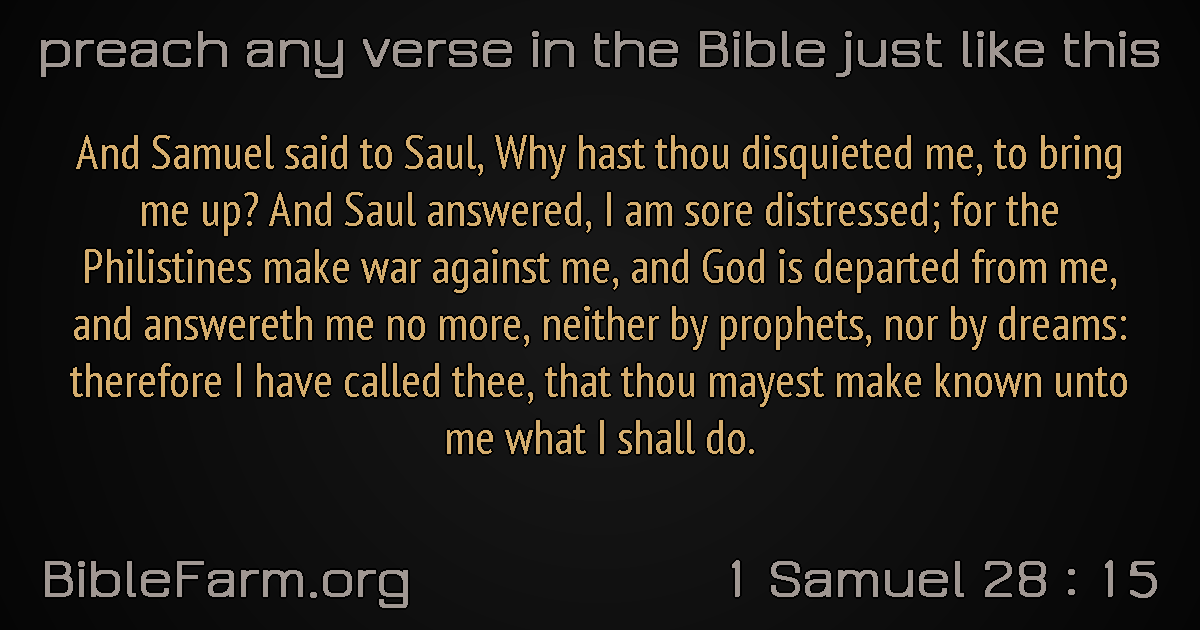 preach any verse in the Bible just like this
And Samuel said to Saul, Why hast thou disquieted me, to bring
me up? And Saul answered, I am sore distressed; for the
Philistines make war against me, and God is departed from me,
and answereth me no more, neither by prophets, nor by dreams:
therefore I have called thee, that thou mayest make known unto
me what I shall do.
BibleFarm.org
1 Samuel 28 : 15